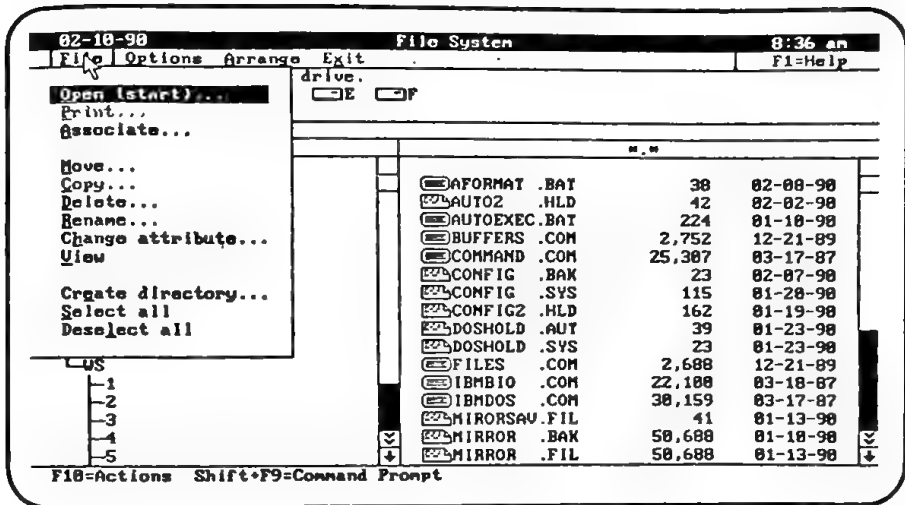 02-10-90 File System 8:36 am
File Options Arrange Exit F1=Help
drive.
E F
Open (start)...
Print...
Associate...
Move...
Copy...
Delete...
Rename...
Change attribute...
View
Create directory...
Select all
Deselect all
WS
1
2
3
4
5
*.*
AFORMAT .BAT 38 02-08-90
AUTO2 .HLD 42 02-02-90
AUTOEXEC.BAT 224 01-10-90
BUFFERS .COM 2,752 12-21-89
COMMAND .COM 25,307 03-17-87
CONFIG .BAK 23 02-07-90
CONFIG .SYS 115 01-20-90
CONFIG2 .HLD 162 01-19-90
DOSHOLD .AUT 39 01-23-90
DOSHOLD .SYS 23 01-23-90
FILES .COM 2,688 12-21-89
IBMBIO .COM 22,100 03-18-87
IBMDOS .COM 30,159 03-17-87
MIRORSAV.FIL 41 01-13-90
MIRROR .BAK 50,688 01-10-90
MIRROR .FIL 50,688 01-13-90
F10=Actions Shift+F9=Command Prompt